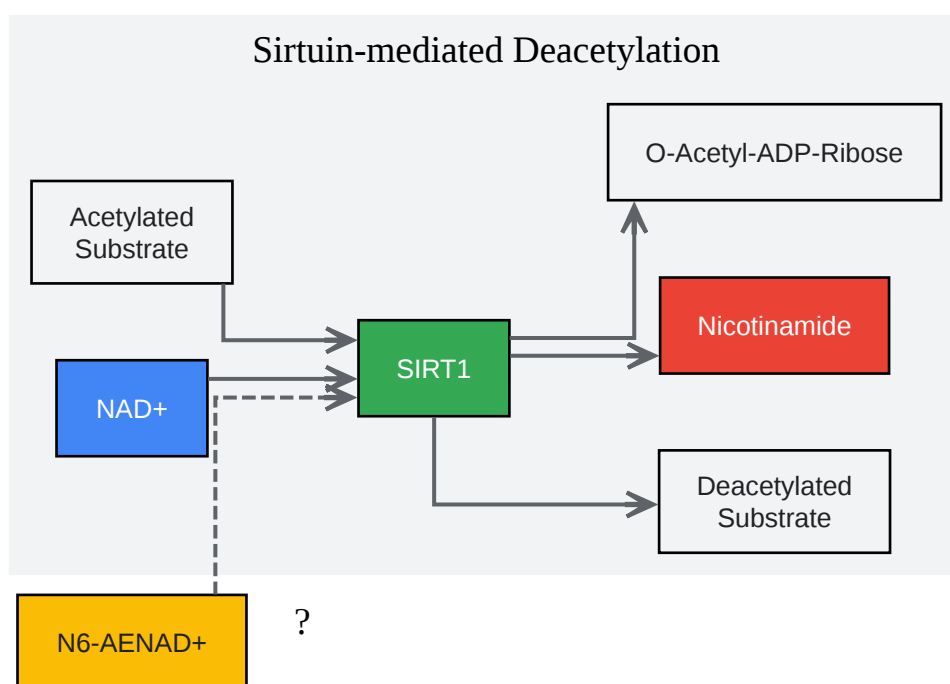 Sirtuin-mediated Deacetylation
O-Acetyl-ADP-Ribose
Acetylated
Substrate
Nicotinamide
SIRT1
NAD+
Deacetylated
Substrate
N6-AENAD+
?